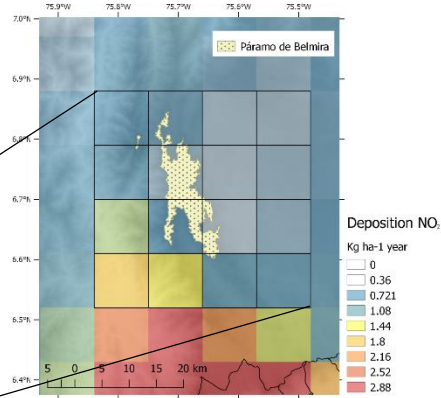 75.9°W 75.8°W 75.7°W 75.6°W 75.5°W
7.0°N
Páramo de Belmira
6.9°N
6.8°N
6.7°N
6.6°N
6.5°N
6.4°N
5 0 5 10 15 20 km
Deposition NO₂
Kg ha-1 year
0
0.36
0.721
1.08
1.44
1.8
2.16
2.52
2.88